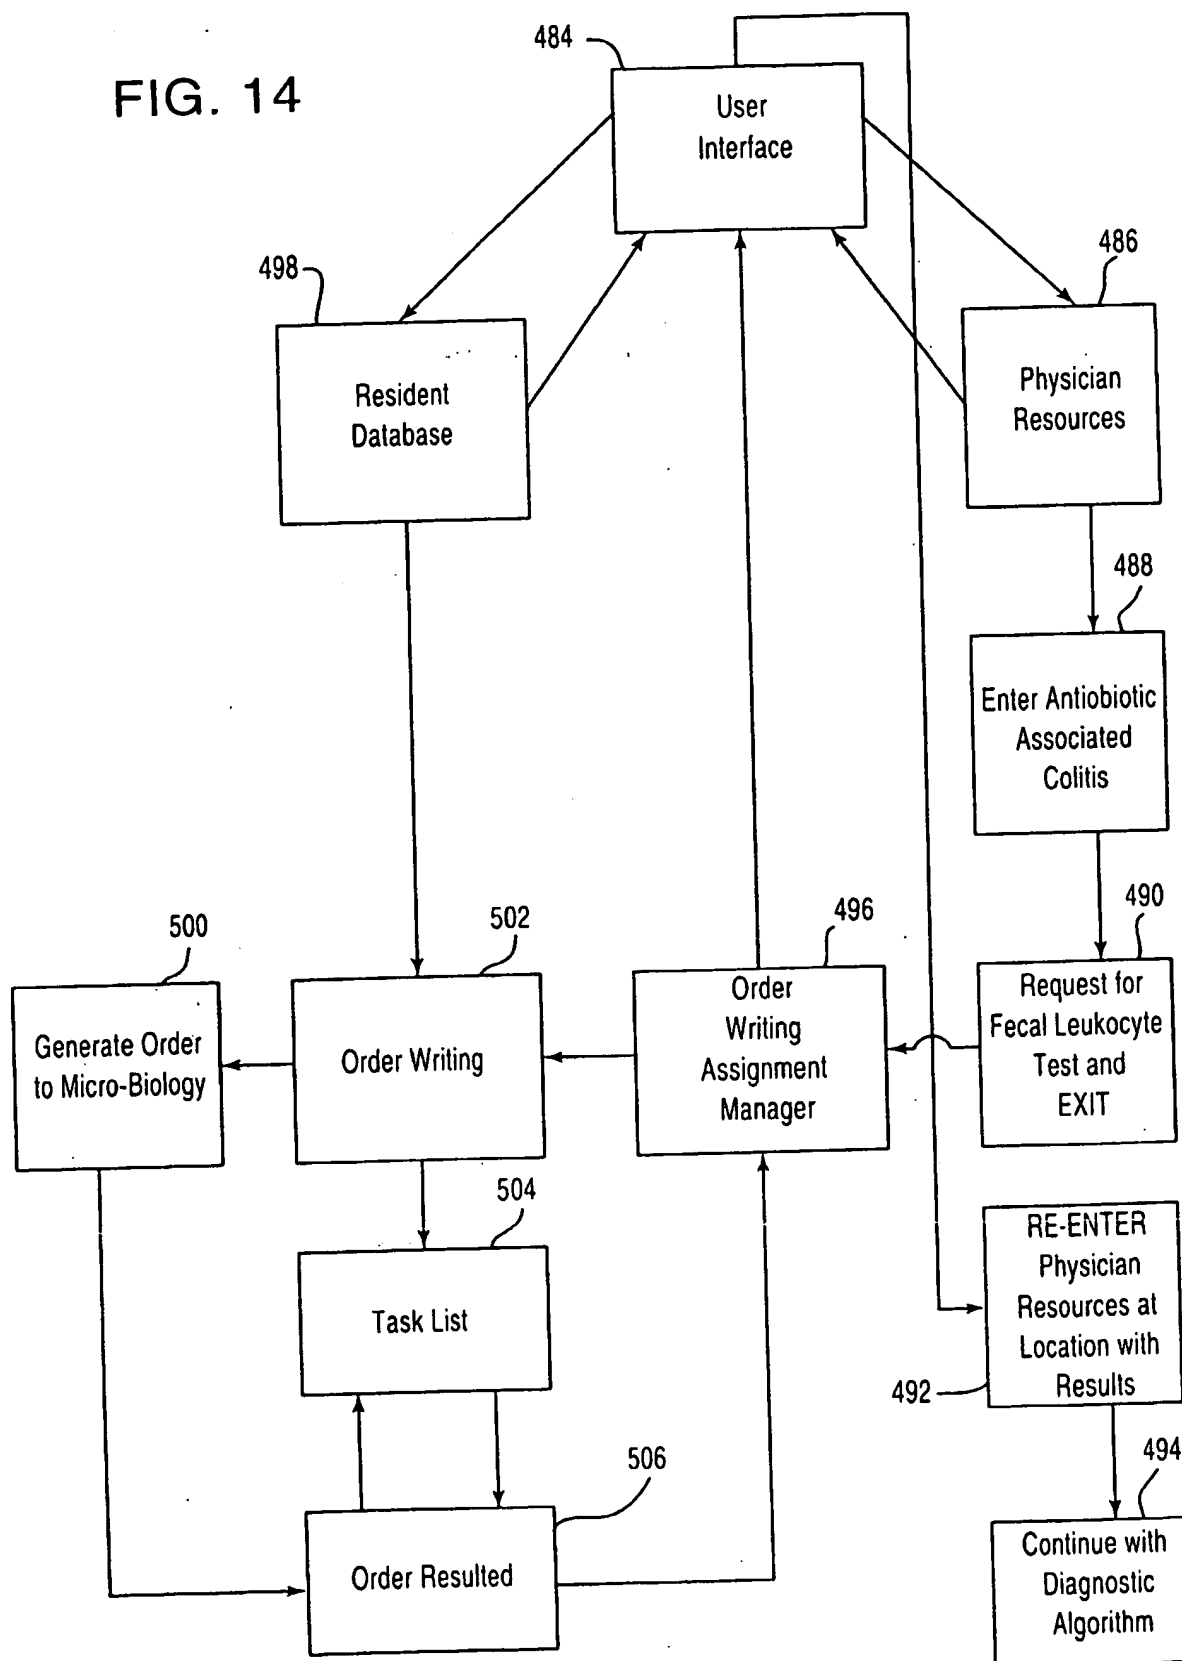 FIG. 14
484
User
Interface
498
486
Resident
Database
Physician
Resources
488
Enter Antiobiotic
Associated
Colitis
500
502
496
490
Generate Order
to Micro-Biology
Order Writing
Order
Writing
Assignment
Manager
Request for
Fecal Leukocyte
Test and
EXIT
504
Task List
RE-ENTER
Physician
Resources at
Location with
Results
492
506
494
Order Resulted
Continue with
Diagnostic
Algorithm